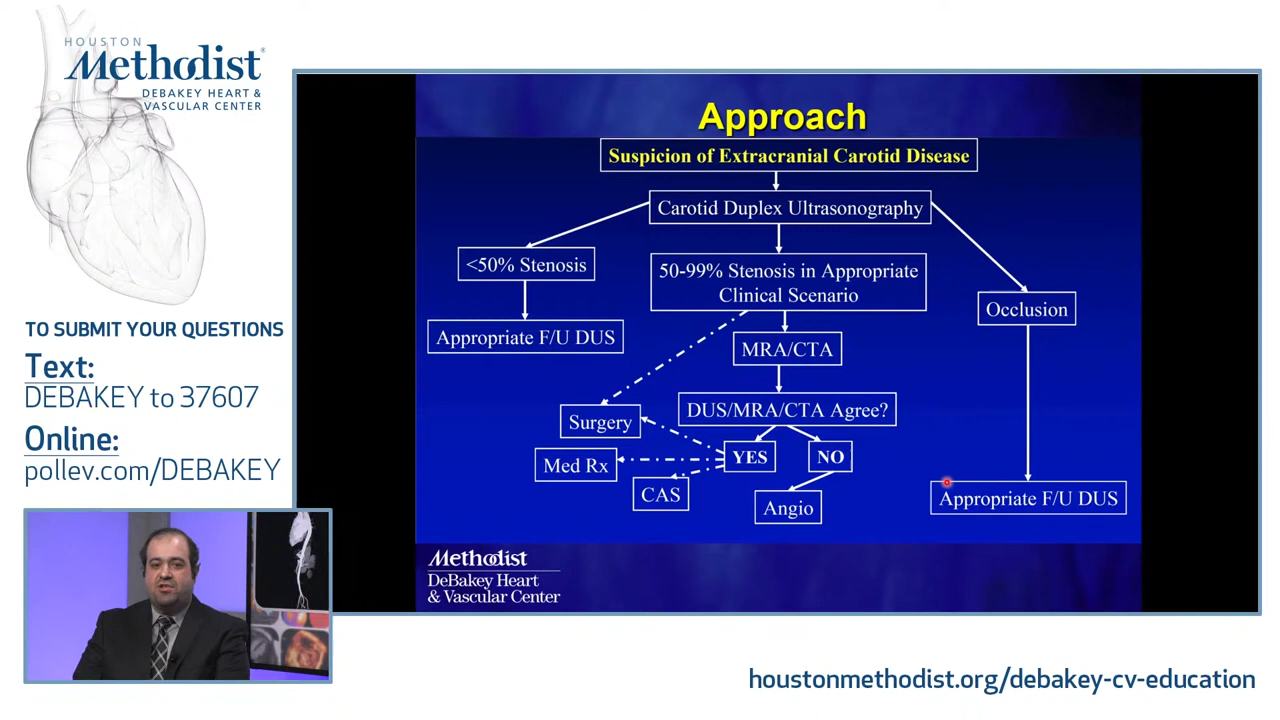 HOUSTON
Methodist
DEBAKEY HEART &
VASCULAR CENTER
TO SUBMIT YOUR QUESTIONS
Text:
DEBAKEY to 37607
Online:
pollev.com/DEBAKEY
Approach
Suspicion of Extracranial Carotid Disease
Carotid Duplex Ultrasonography
<50% Stenosis
50-99% Stenosis in Appropriate
Clinical Scenario
Occlusion
Appropriate F/U DUS
MRA/CTA
DUS/MRA/CTA Agree?
Surgery
YES
NO
Med Rx
CAS
Angio
Appropriate F/U DUS
Methodist
DeBakey Heart
& Vascular Center
houstonmethodist.org/debakey-cv-education